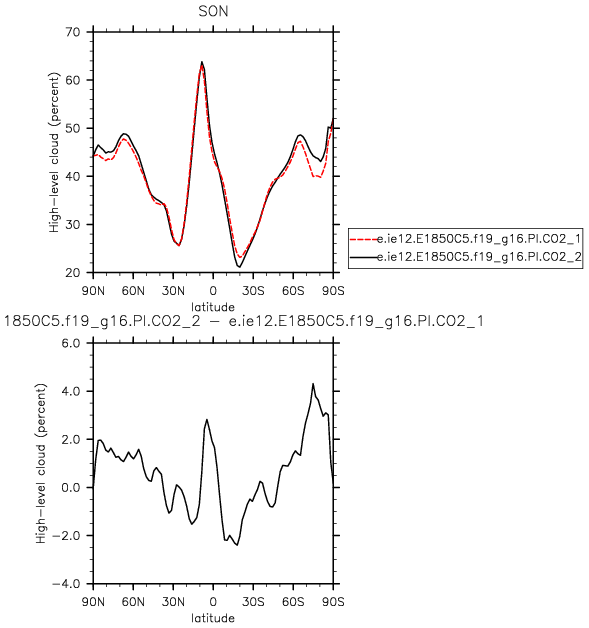 SON
70
60
50
40
30
20
High-level cloud (percent)
90N 60N 30N 0 30S 60S 90S
latitude
e.ie12.E1850C5.f19_g16.PI.CO2_1
e.ie12.E1850C5.f19_g16.PI.CO2_2
1850C5.f19_g16.PI.CO2_2 − e.ie12.E1850C5.f19_g16.PI.CO2_1
6.0
4.0
2.0
0.0
−2.0
−4.0
High-level cloud (percent)
90N 60N 30N 0 30S 60S 90S
latitude